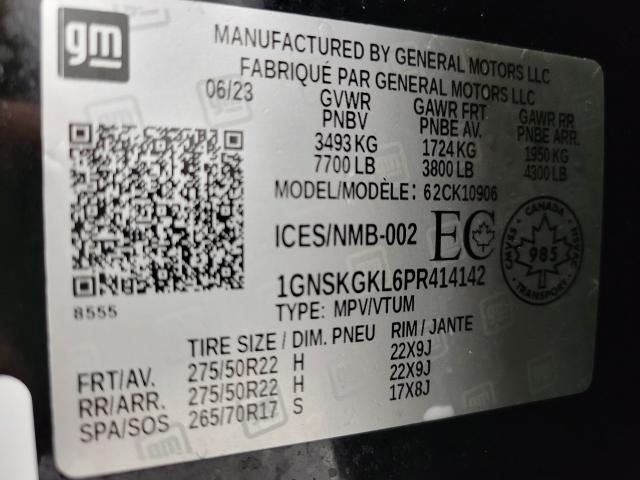 gm
MANUFACTURED BY GENERAL MOTORS LLC
FABRIQUÉ PAR GENERAL MOTORS LLC
06/23
GVWR GAWR FRT GAWR RR
PNBV PNBE AV. PNBE ARR.
3493 KG 1724 KG 1950 KG
7700 LB 3800 LB 4300 LB
MODEL/MODÈLE: 62CK10906
ICES/NMB-002 EC
CANADA
CMVSS 985 NSVAC
TRANSPORT
1GNSKGKL6PR414142
8555
TYPE: MPV/VTUM
TIRE SIZE / DIM. PNEU RIM / JANTE
FRT/AV. 275/50R22 H 22X9J
RR/ARR. 275/50R22 H 22X9J
SPA/SOS 265/70R17 S 17X8J